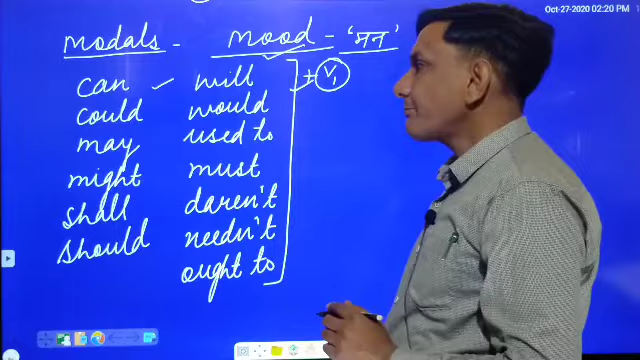 Oct-27-2020 02:20 PM
modals - mood - 'मन'
can will + V1
could would
may used to
might must
shall daren't
should needn't
ought to